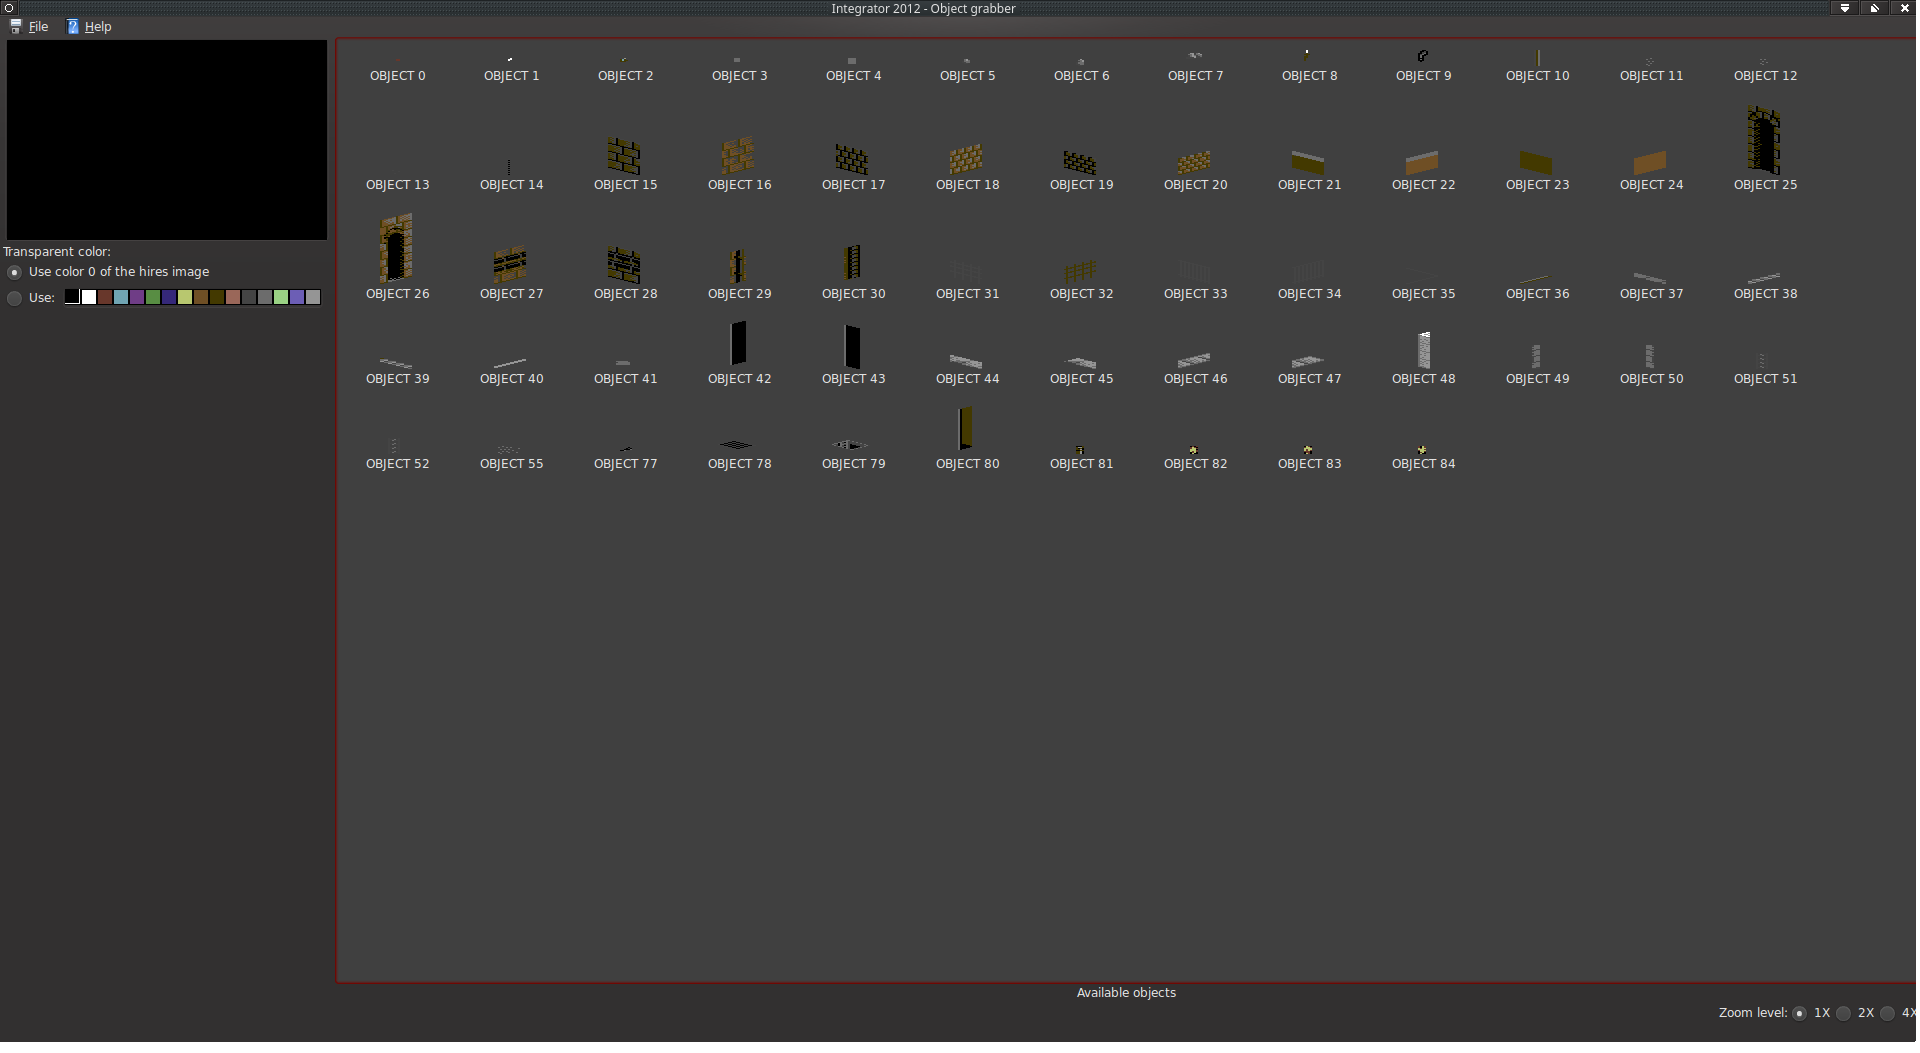 Integrator 2012 - Object grabber
File Help
OBJECT 0 OBJECT 1 OBJECT 2 OBJECT 3 OBJECT 4 OBJECT 5 OBJECT 6 OBJECT 7 OBJECT 8 OBJECT 9 OBJECT 10 OBJECT 11 OBJECT 12
OBJECT 13 OBJECT 14 OBJECT 15 OBJECT 16 OBJECT 17 OBJECT 18 OBJECT 19 OBJECT 20 OBJECT 21 OBJECT 22 OBJECT 23 OBJECT 24 OBJECT 25
Transparent color:
Use color 0 of the hires image
Use:
OBJECT 26 OBJECT 27 OBJECT 28 OBJECT 29 OBJECT 30 OBJECT 31 OBJECT 32 OBJECT 33 OBJECT 34 OBJECT 35 OBJECT 36 OBJECT 37 OBJECT 38
OBJECT 39 OBJECT 40 OBJECT 41 OBJECT 42 OBJECT 43 OBJECT 44 OBJECT 45 OBJECT 46 OBJECT 47 OBJECT 48 OBJECT 49 OBJECT 50 OBJECT 51
OBJECT 52 OBJECT 55 OBJECT 77 OBJECT 78 OBJECT 79 OBJECT 80 OBJECT 81 OBJECT 82 OBJECT 83 OBJECT 84
Available objects
Zoom level: 1X 2X 4X